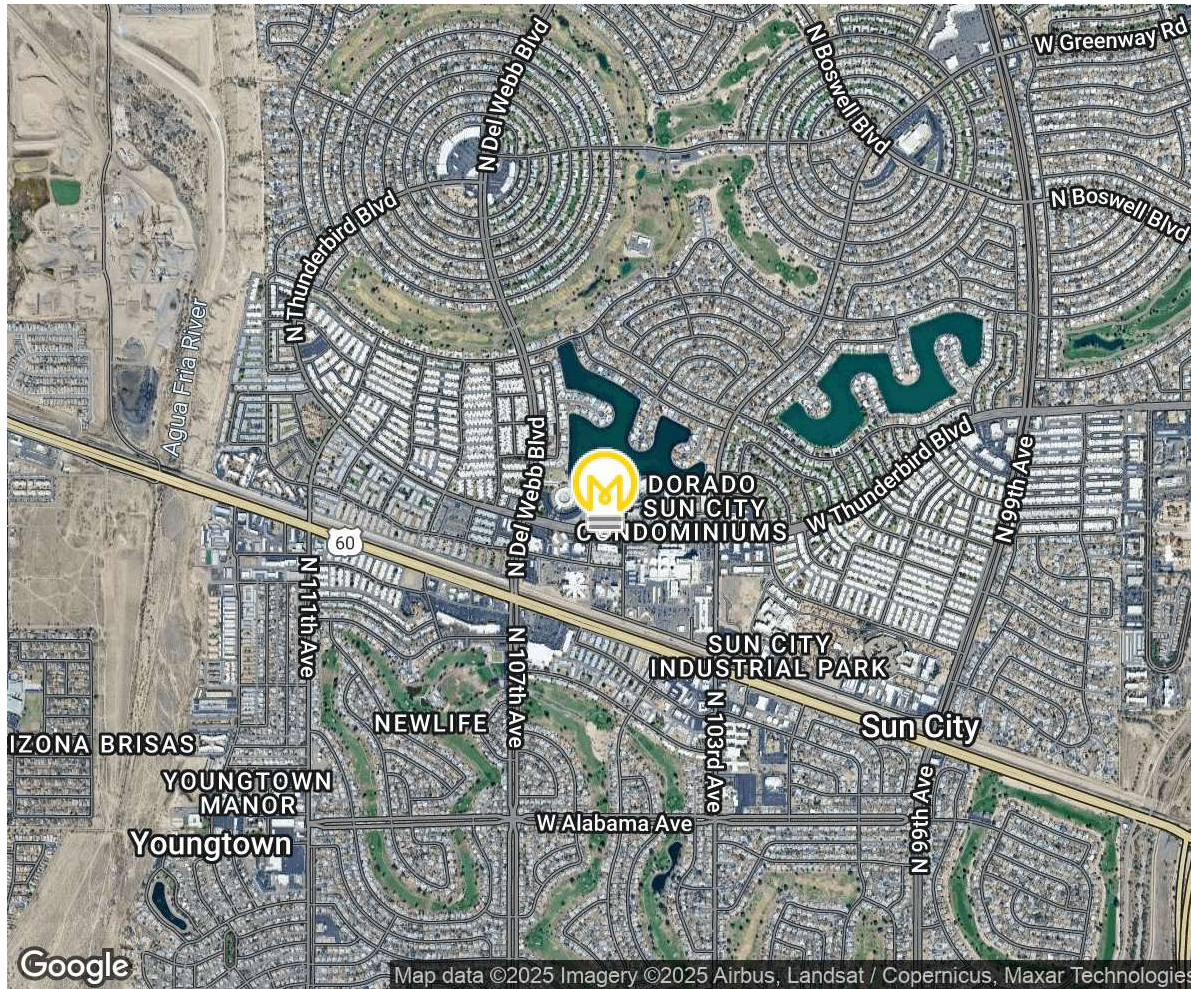 W Greenway Rd
N Del Webb Blvd
N Boswell Blvd
N Boswell Blvd
N Thunderbird Blvd
Agua Fria River
N Del Webb Blvd
W Thunderbird Blvd
N 99th Ave
M
DORADO
SUN CITY
CONDOMINIUMS
60
N 111th Ave
N 107th Ave
SUN CITY
INDUSTRIAL PARK
N 103rd Ave
NEWLIFE
Sun City
IZONA BRISAS
YOUNGTOWN
MANOR
Youngtown
W Alabama Ave
N 99th Ave
Google
Map data ©2025 Imagery ©2025 Airbus, Landsat / Copernicus, Maxar Technologies